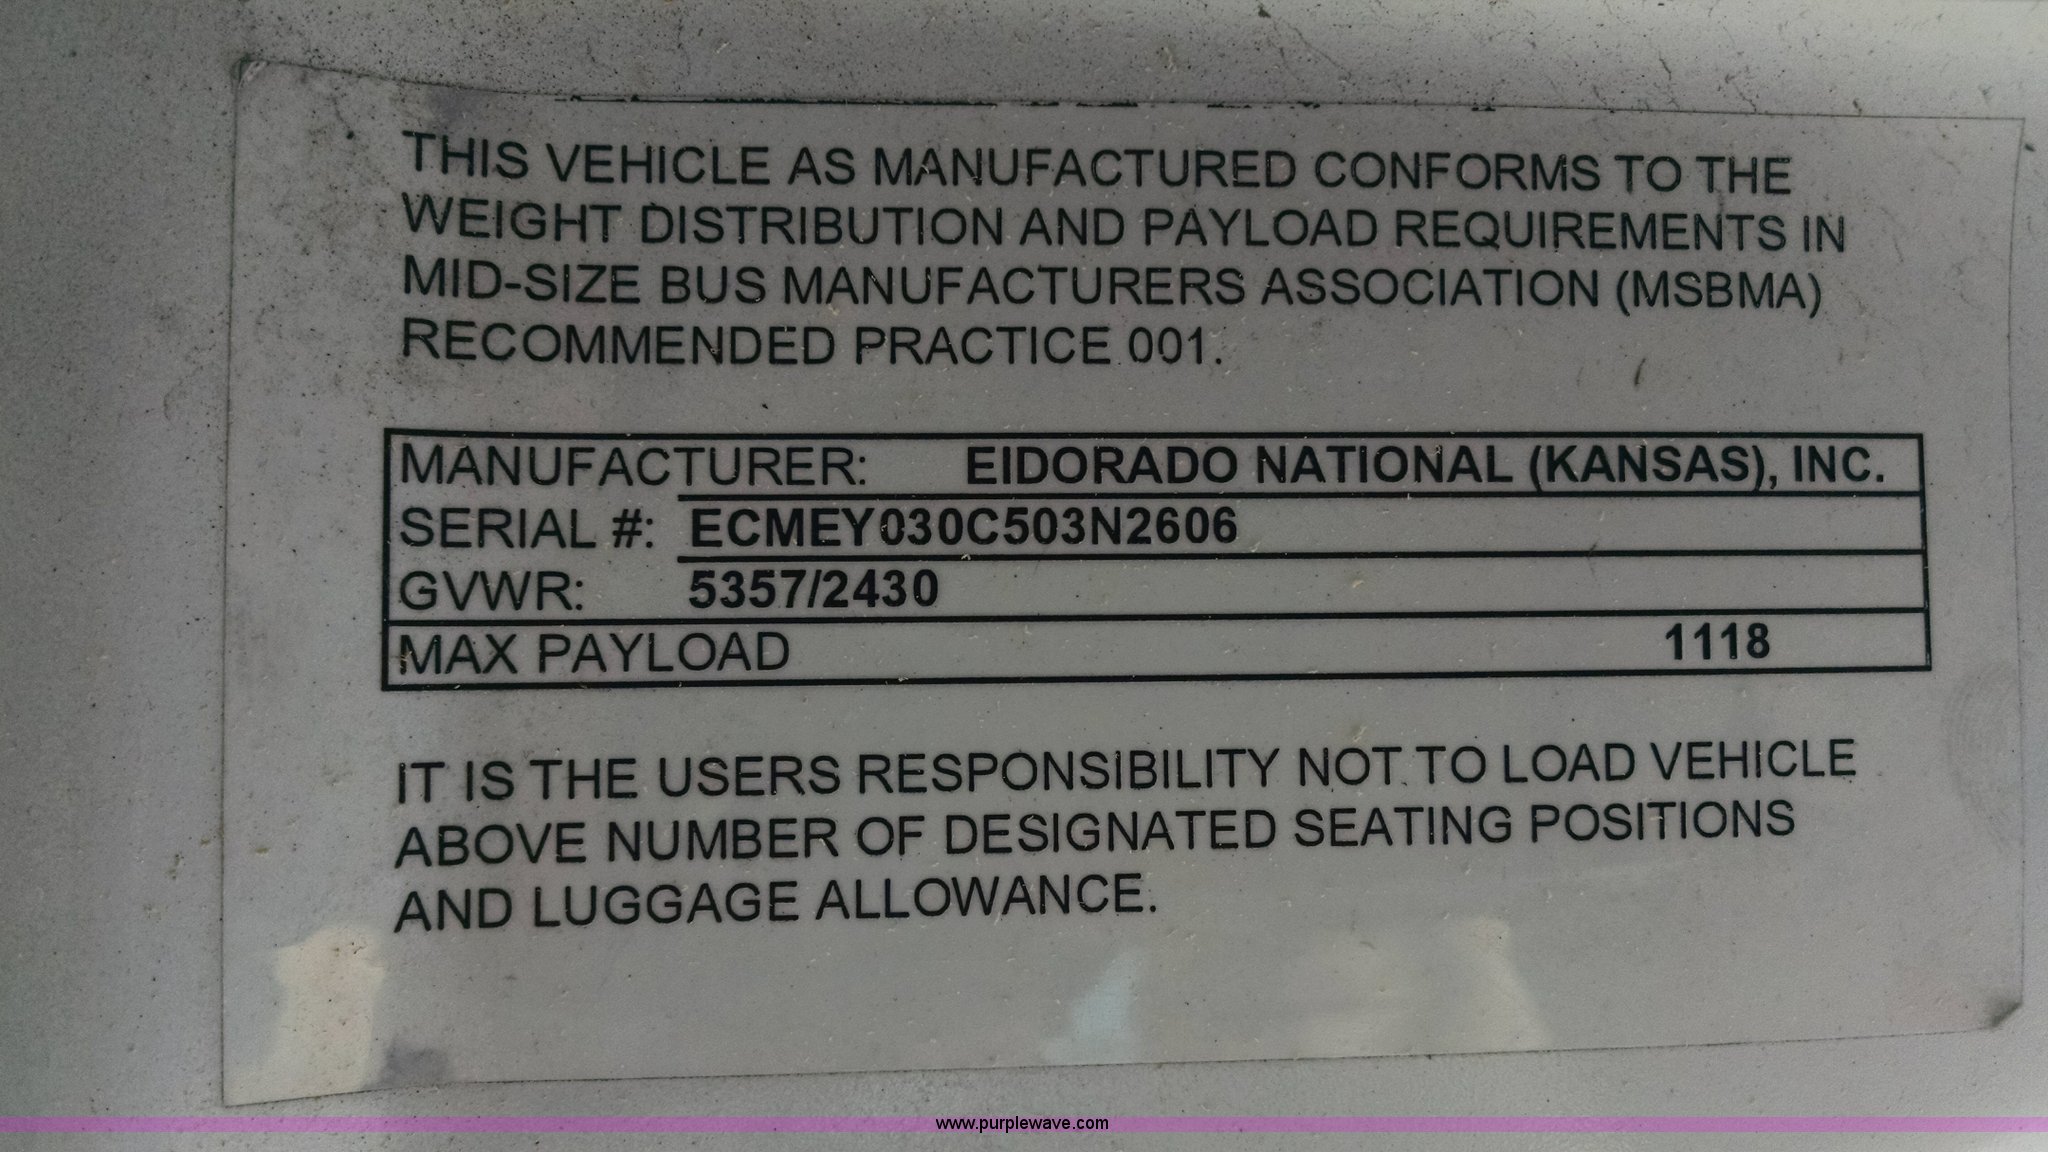 THIS VEHICLE AS MANUFACTURED CONFORMS TO THE
WEIGHT DISTRIBUTION AND PAYLOAD REQUIREMENTS IN
MID-SIZE BUS MANUFACTURERS ASSOCIATION (MSBMA)
RECOMMENDED PRACTICE 001.
MANUFACTURER: EIDORADO NATIONAL (KANSAS), INC.
SERIAL #: ECMEY030C503N2606
GVWR: 5357/2430
MAX PAYLOAD 1118
IT IS THE USERS RESPONSIBILITY NOT TO LOAD VEHICLE
ABOVE NUMBER OF DESIGNATED SEATING POSITIONS
AND LUGGAGE ALLOWANCE.
www.purplewave.com